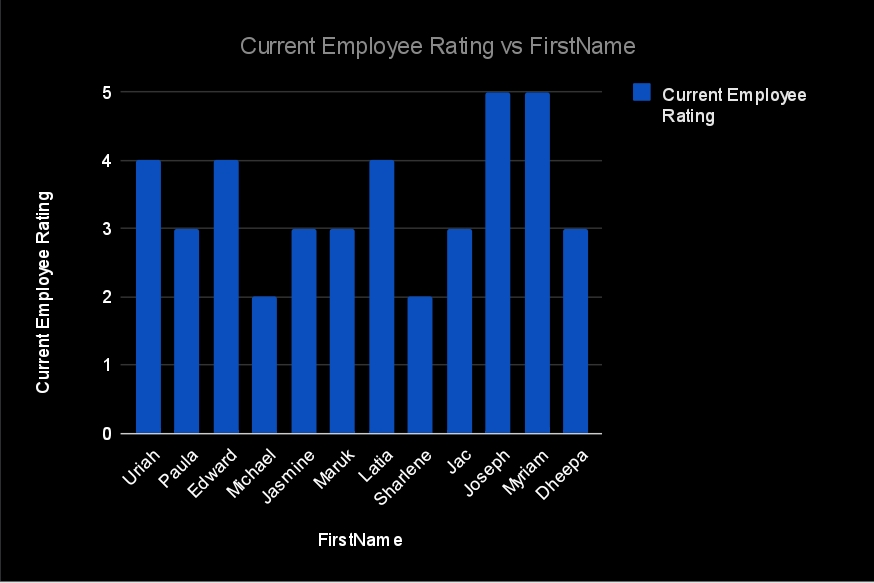 Current Employee Rating vs FirstName
Current Employee
Rating
Current Employee Rating
5
4
3
2
1
0
Uriah
Paula
Edward
Michael
Jasmine
Maruk
Latia
Sharlene
Jac
Joseph
Myriam
Dheepa
FirstName